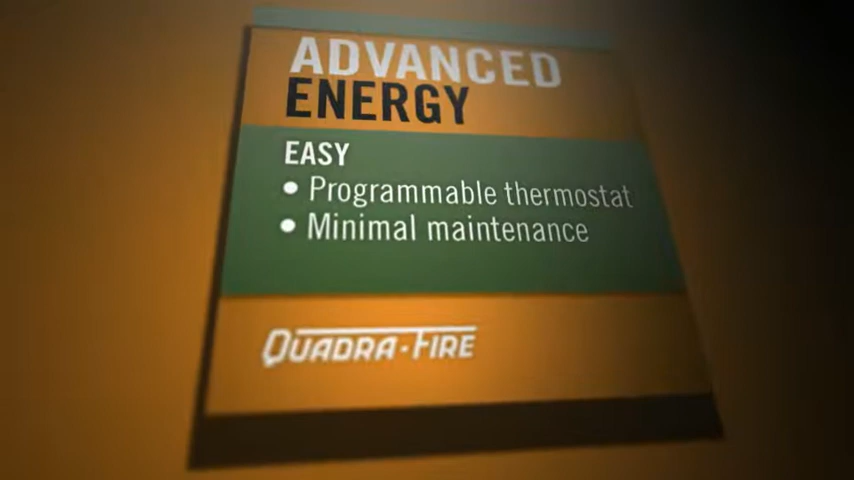 ADVANCED
ENERGY
EASY
• Programmable thermostat
• Minimal maintenance
QUADRA-FIRE